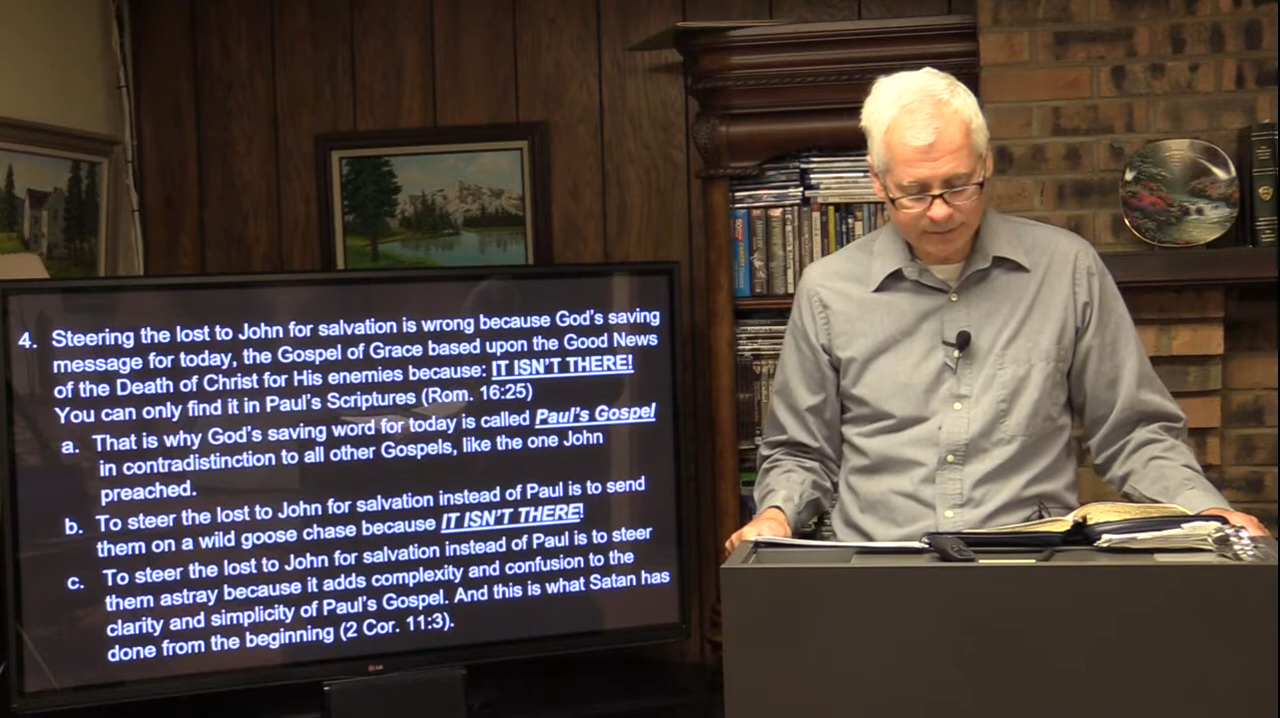 4. Steering the lost to John for salvation is wrong because God's saving
message for today, the Gospel of Grace based upon the Good News
of the Death of Christ for His enemies because: IT ISN'T THERE!
You can only find it in Paul's Scriptures (Rom. 16:25)
a. That is why God's saving word for today is called Paul's Gospel
in contradistinction to all other Gospels, like the one John
preached.
b. To steer the lost to John for salvation instead of Paul is to send
them on a wild goose chase because IT ISN'T THERE!
c. To steer the lost to John for salvation instead of Paul is to steer
them astray because it adds complexity and confusion to the
clarity and simplicity of Paul's Gospel. And this is what Satan has
done from the beginning (2 Cor. 11:3).
LG